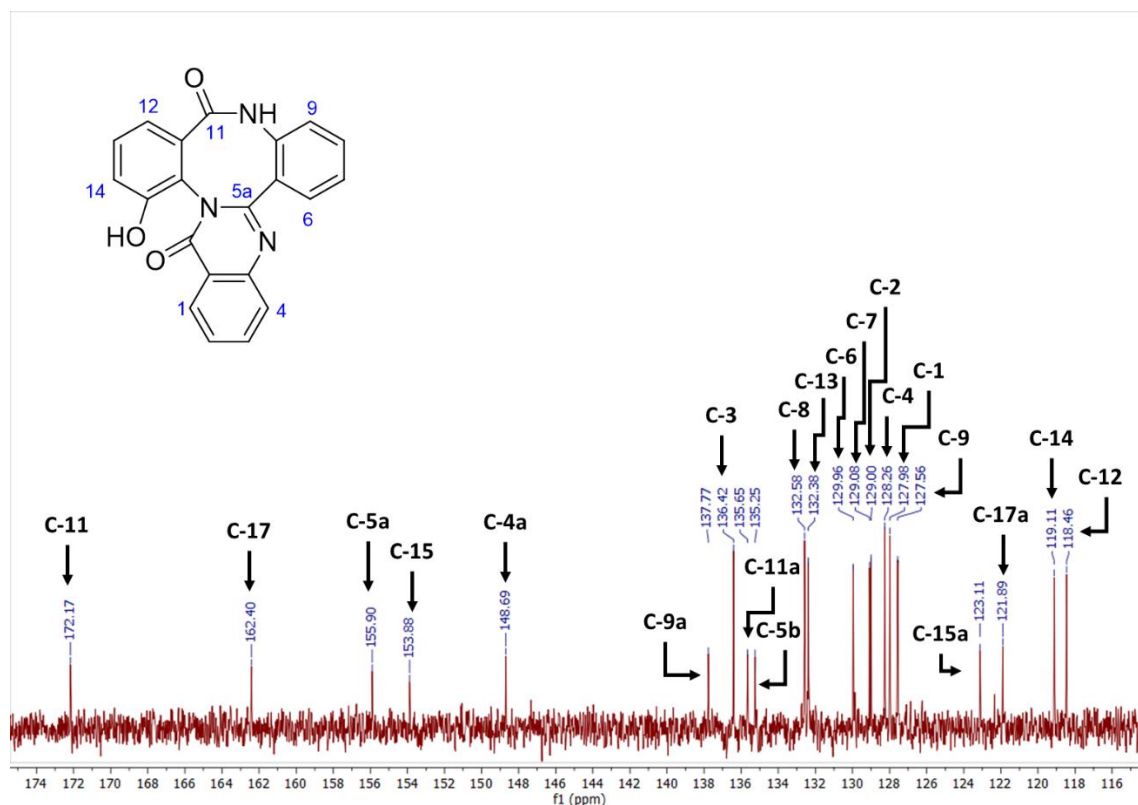 O
NH
12
9
11
5a
14
6
N
HO
N
O
1
4
C-2
C-7
C-6
C-1
C-13
C-4
C-3
C-8
C-9
C-14
C-12
C-11
C-17
C-5a
C-15
C-4a
C-11a
C-17a
C-9a
C-5b
C-15a
172.17
162.40
155.90
153.88
148.69
137.77
136.42
135.65
135.25
132.58
132.38
129.96
129.08
129.00
128.26
127.98
127.56
123.11
121.89
119.11
118.46
174 172 170 168 166 164 162 160 158 156 154 152 150 148 146 144 142 140 138 136 134 132 130 128 126 124 122 120 118 116
f1 (ppm)